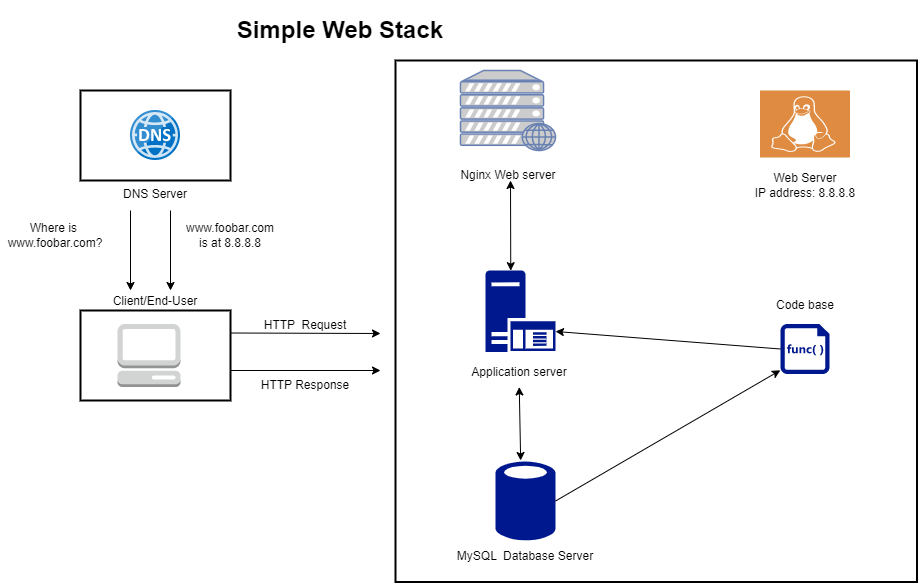 Simple Web Stack
DNS
DNS Server
Where is
www.foobar.com?
www.foobar.com
is at 8.8.8.8
Client/End-User
HTTP  Request
HTTP Response
Nginx Web server
Web Server
IP address: 8.8.8.8
Application server
Code base
func( )
MySQL  Database Server